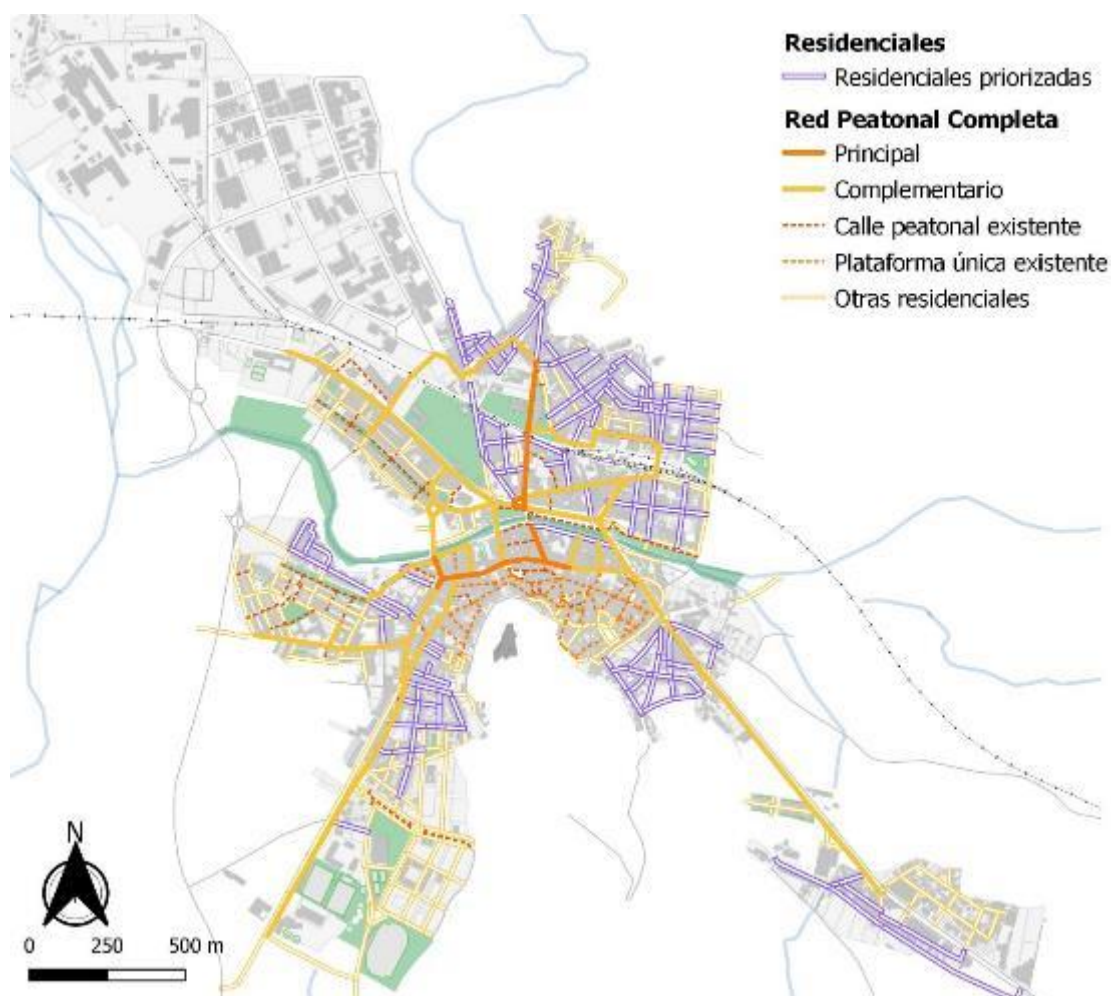 Residenciales
Residenciales priorizadas
Red Peatonal Completa
Principal
Complementario
Calle peatonal existente
Plataforma única existente
Otras residenciales
N
0 250 500 m